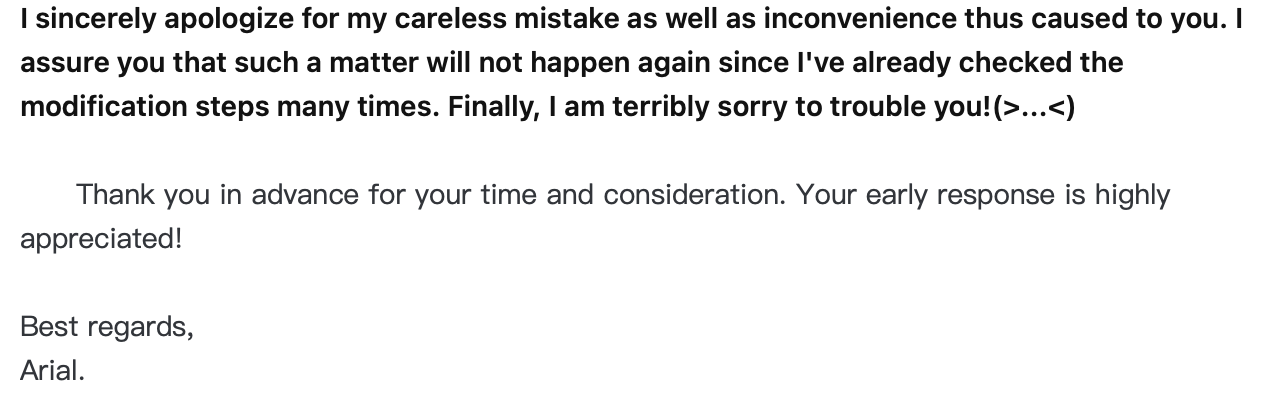 I sincerely apologize for my careless mistake as well as inconvenience thus caused to you. I
assure you that such a matter will not happen again since I've already checked the
modification steps many times. Finally, I am terribly sorry to trouble you!(>...<)
Thank you in advance for your time and consideration. Your early response is highly
appreciated!
Best regards,
Arial.